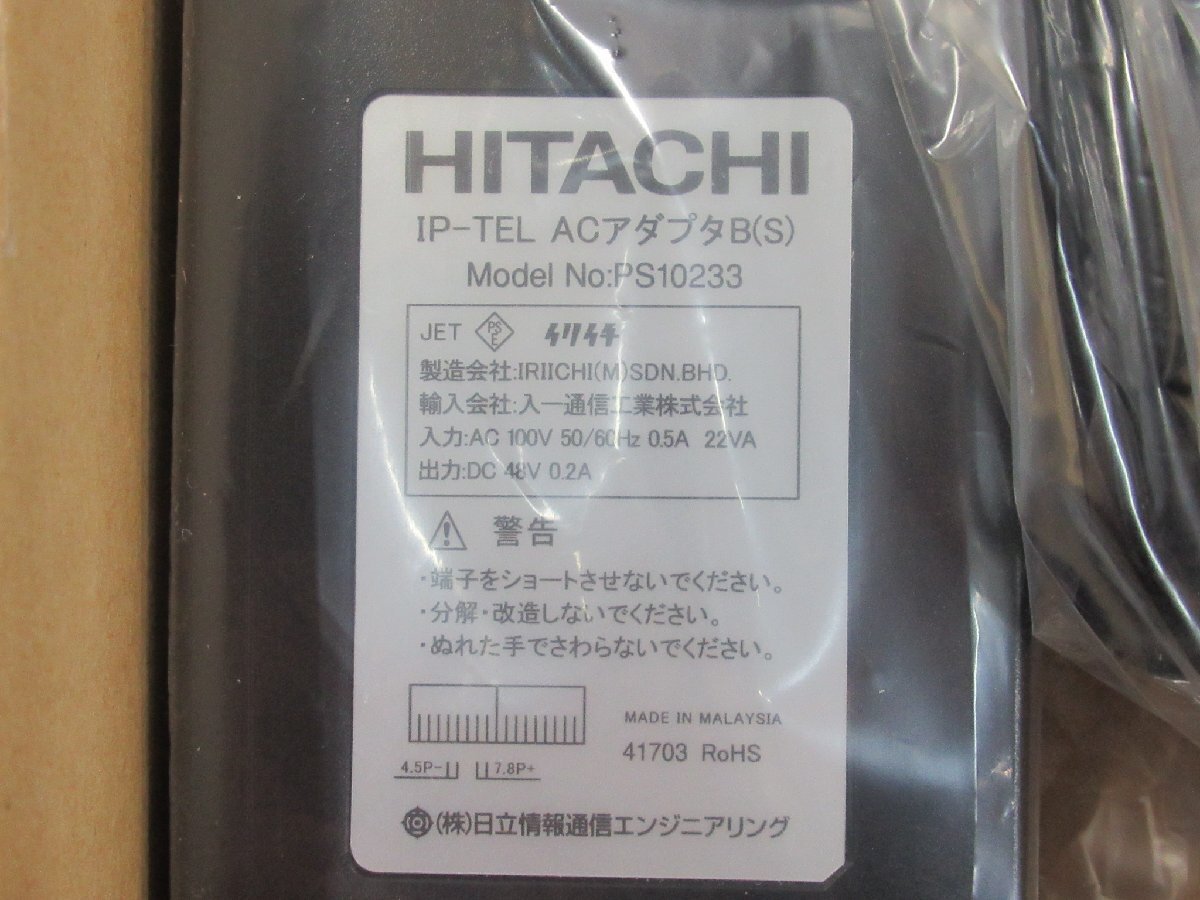 HITACHI
IP-TEL ACアダプタB(S)
Model No:PS10233
JET PSE イリイチ
製造会社:IRIICHI(M)SDN.BHD.
輸入会社:入一通信工業株式会社
入力:AC 100V 50/60Hz 0.5A 22VA
出力:DC 48V 0.2A
警告
・端子をショートさせないでください。
・分解・改造しないでください。
・ぬれた手でさわらないでください。
MADE IN MALAYSIA
41703 RoHS
4.5P- 7.8P+
(株)日立情報通信エンジニアリング